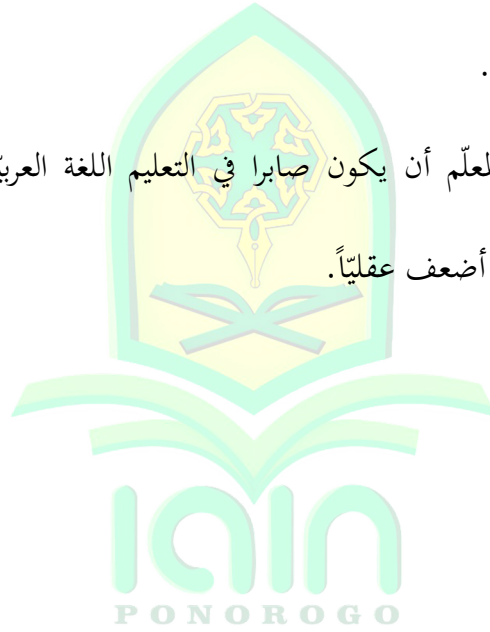 .
لعلّم أن يكون صابرا في التعليم اللغة العربيّ
أضعف عقليّاً.
IAIN
PONOROGO